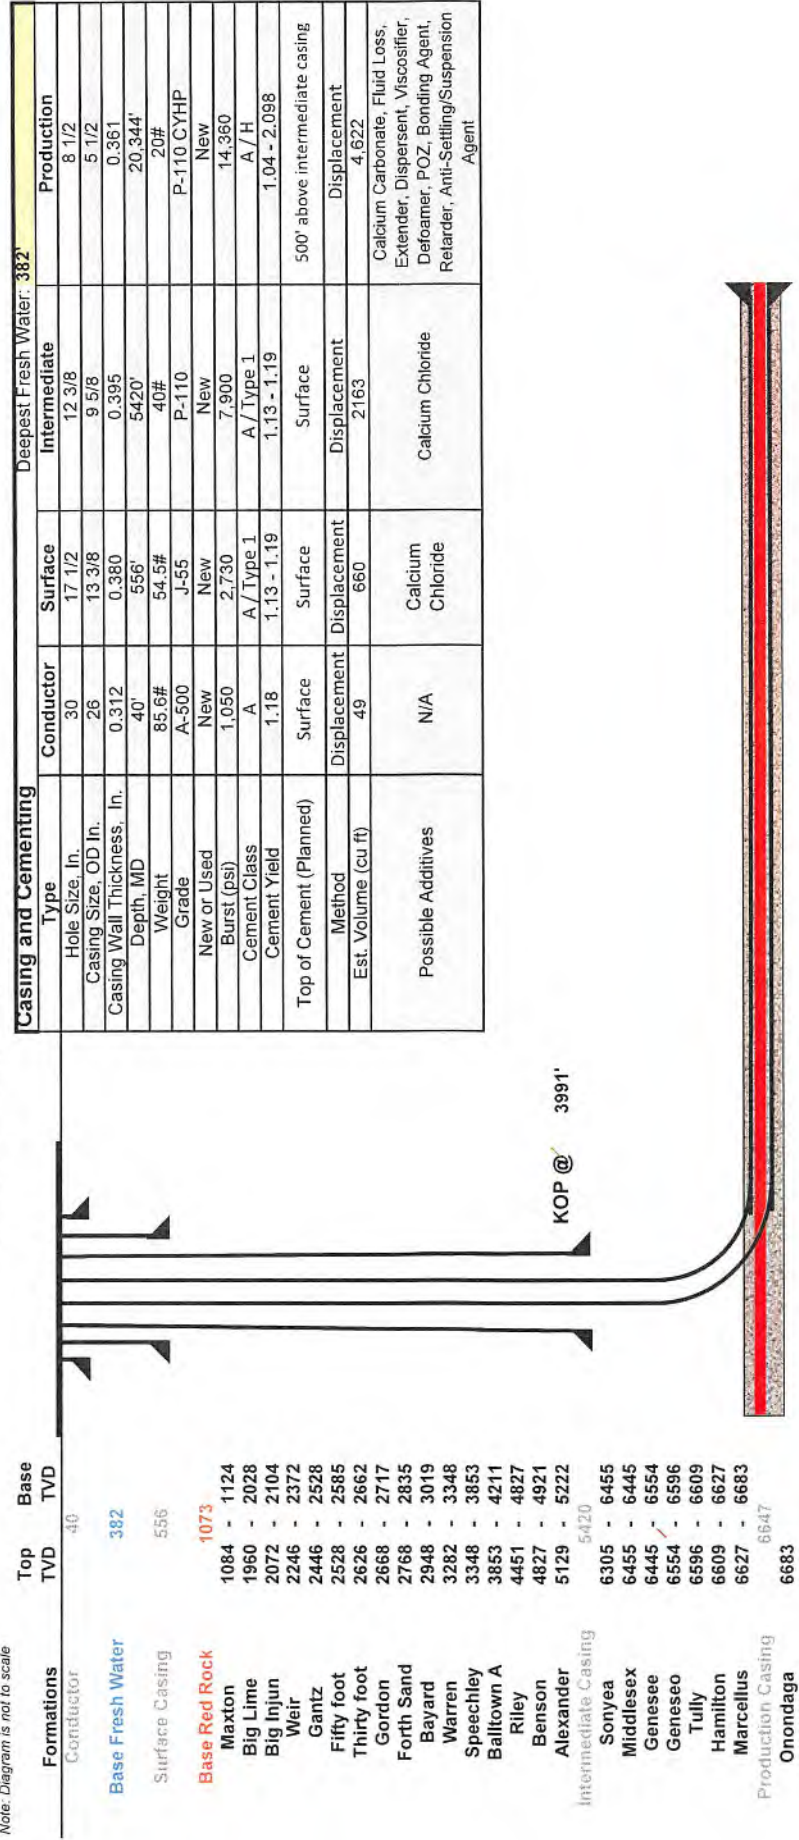 Note: Diagram is not to scale
Formations Top TVD Base TVD
Conductor 40
Base Fresh Water 382
Surface Casing 556
Base Red Rock 1073
Maxton 1084 - 1124
Big Lime 1960 - 2028
Big Injun 2072 - 2104
Weir 2246 - 2372
Gantz 2446 - 2528
Fifty foot 2528 - 2585
Thirty foot 2626 - 2662
Gordon 2668 - 2717
Forth Sand 2768 - 2835
Bayard 2948 - 3019
Warren 3282 - 3348
Speechley 3348 - 3853
Balltown A 3853 - 4211
Riley 4451 - 4827
Benson 4827 - 4921
Alexander 5129 - 5222
Intermediate Casing 5420
Sonyea 6305 - 6455
Middlesex 6455 - 6445
Genesee 6445 - 6554
Geneseo 6554 - 6596
Tully 6596 - 6609
Hamilton 6609 - 6627
Marcellus 6627 - 6683
Production Casing 6647
Onondaga 6683
KOP @ 3991'
Casing and Cementing Deepest Fresh Water: 382'
Type Conductor Surface Intermediate Production
Hole Size, In. 30 17 1/2 12 3/8 8 1/2
Casing Size, OD In. 26 13 3/8 9 5/8 5 1/2
Casing Wall Thickness, In. 0.312 0.380 0.395 0.361
Depth, MD 40' 556' 5420' 20,344'
Weight 85.6# 54.5# 40# 20#
Grade A-500 J-55 P-110 P-110 CYHP
New or Used New New New New
Burst (psi) 1,050 2,730 7,900 14,360
Cement Class A A / Type 1 A / Type 1 A / H
Cement Yield 1.18 1.13 - 1.19 1.13 - 1.19 1.04 - 2.098
Top of Cement (Planned) Surface Surface Surface 500' above intermediate casing
Method Displacement Displacement Displacement Displacement
Est. Volume (cu ft) 49 660 2163 4,622
Possible Additives N/A Calcium Chloride Calcium Chloride Calcium Carbonate, Fluid Loss,
Extender, Dispersent, Viscosifier,
Defoamer, POZ, Bonding Agent,
Retarder, Anti-Settling/Suspension
Agent